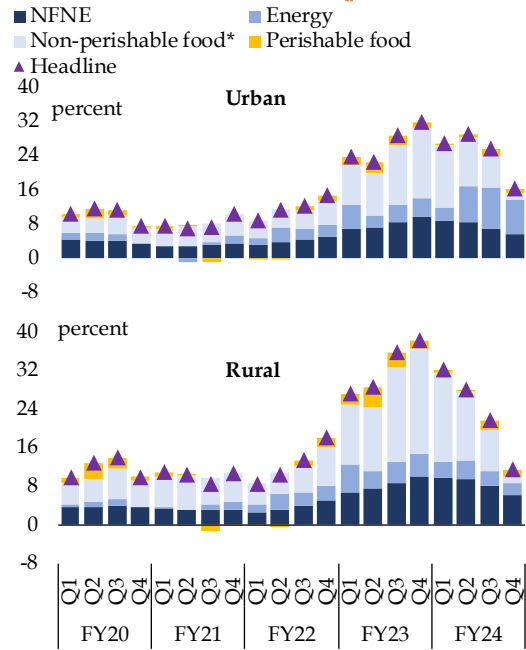 NFNE Energy
Non-perishable food* Perishable food
Headline
40
percent Urban
32
24
16
8
0
-8
40
percent
32
Rural
24
16
8
0
-8
Q1 Q2 Q3 Q4 Q1 Q2 Q3 Q4 Q1 Q2 Q3 Q4 Q1 Q2 Q3 Q4 Q1 Q2 Q3 Q4
FY20 FY21 FY22 FY23 FY24